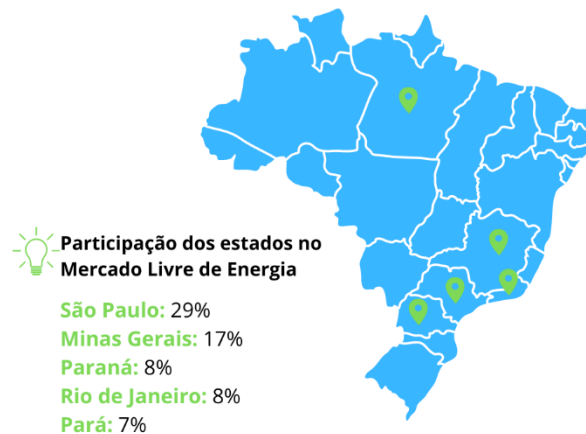 Participação dos estados no
Mercado Livre de Energia
São Paulo: 29%
Minas Gerais: 17%
Paraná: 8%
Rio de Janeiro: 8%
Pará: 7%